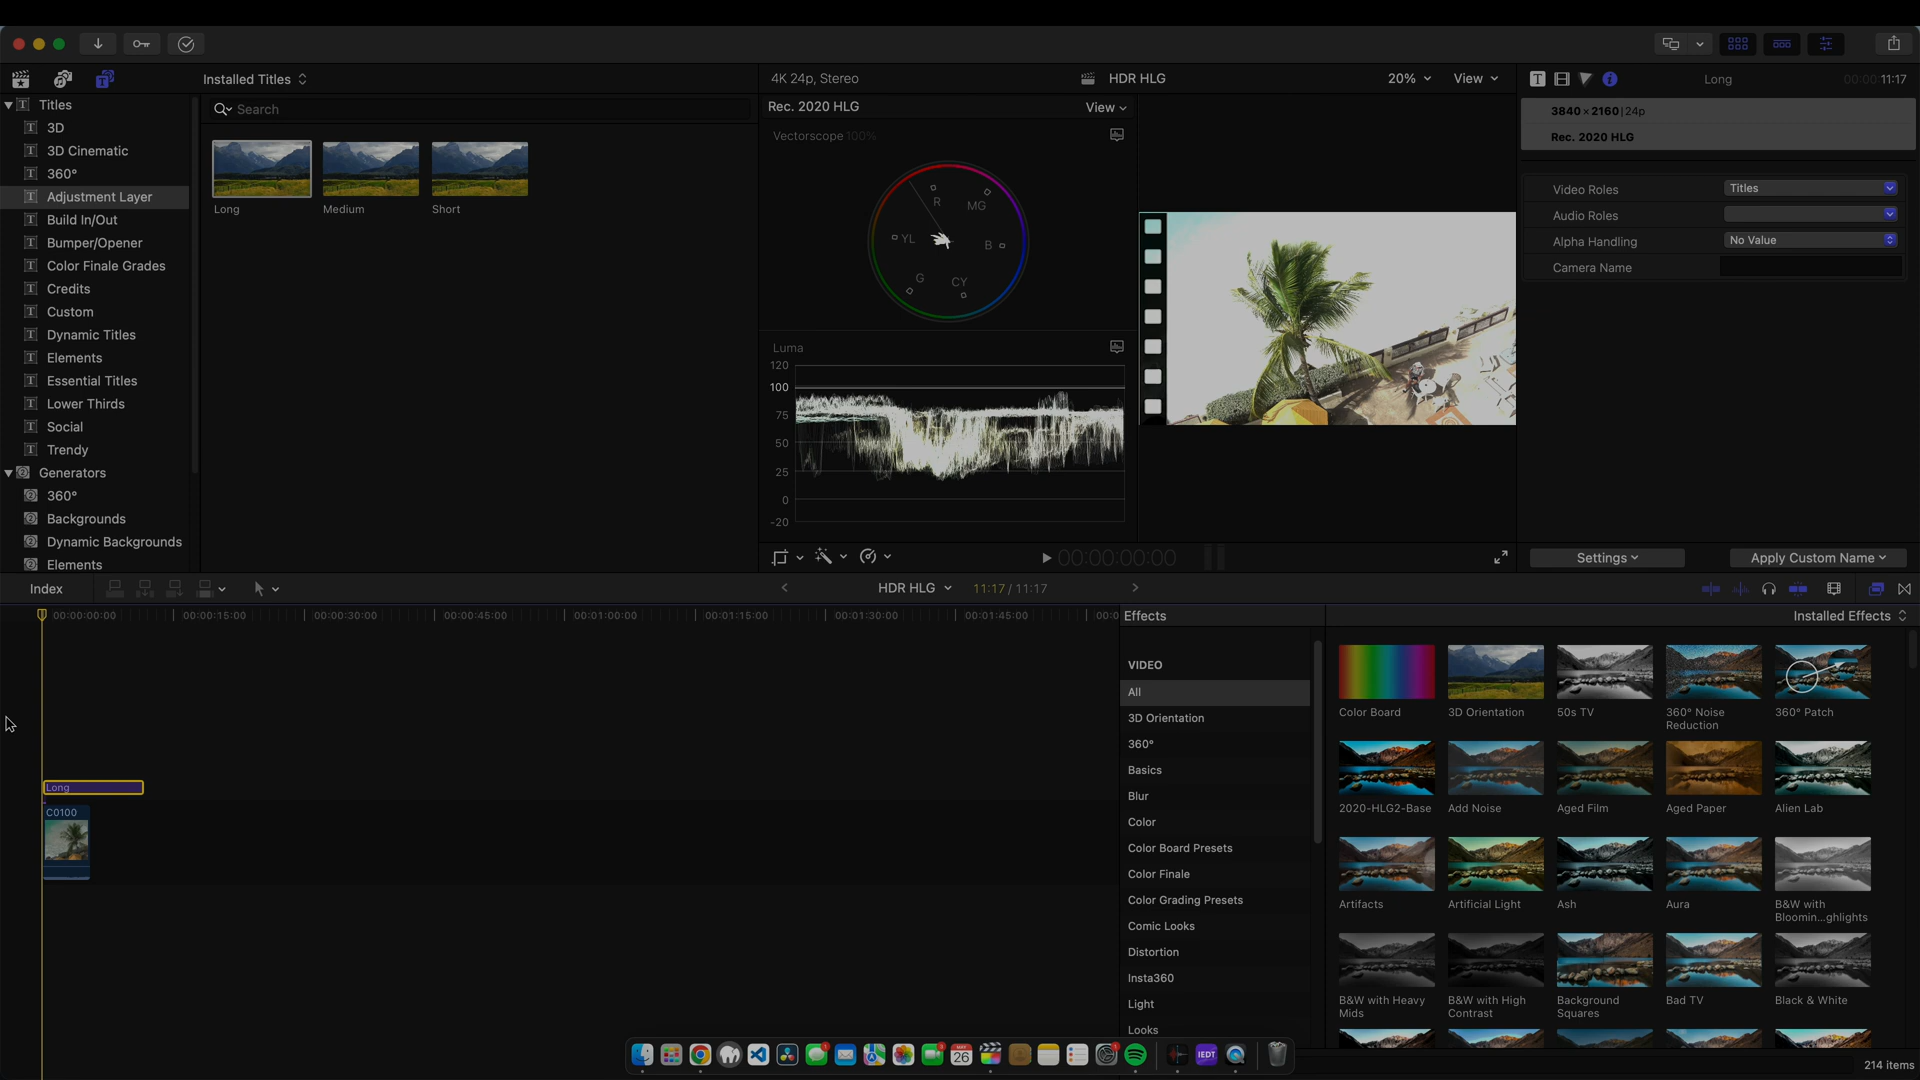 Installed Titles
Search
Titles
3D
3D Cinematic
360°
Adjustment Layer
Build In/Out
Bumper/Opener
Color Finale Grades
Credits
Custom
Dynamic Titles
Elements
Essential Titles
Lower Thirds
Social
Trendy
Generators
360°
Backgrounds
Dynamic Backgrounds
Elements
Long
Medium
Short
4K 24p, Stereo
HDR HLG
20%
View
Rec. 2020 HLG
View
Vectorscope 100%
R
MG
YL
B
G
CY
Luma
120
100
75
50
25
0
-20
00:00:00:00
Long
00:00:11:17
3840 × 2160 | 24p
Rec. 2020 HLG
Video Roles
Titles
Audio Roles
Alpha Handling
No Value
Camera Name
Settings
Apply Custom Name
Index
HDR HLG
11:17 / 11:17
00:00:00:00
00:00:15:00
00:00:30:00
00:00:45:00
00:01:00:00
00:01:15:00
00:01:30:00
00:01:45:00
00:0
Long
C0100
Effects
Installed Effects
VIDEO
All
3D Orientation
360°
Basics
Blur
Color
Color Board Presets
Color Finale
Color Grading Presets
Comic Looks
Distortion
Insta360
Light
Looks
Color Board
3D Orientation
50s TV
360° Noise
Reduction
360° Patch
2020-HLG2-Base
Add Noise
Aged Film
Aged Paper
Alien Lab
Artifacts
Artificial Light
Ash
Aura
B&W with
Bloomin...ghlights
B&W with Heavy
Mids
B&W with High
Contrast
Background
Squares
Bad TV
Black & White
26
IEDT
214 items